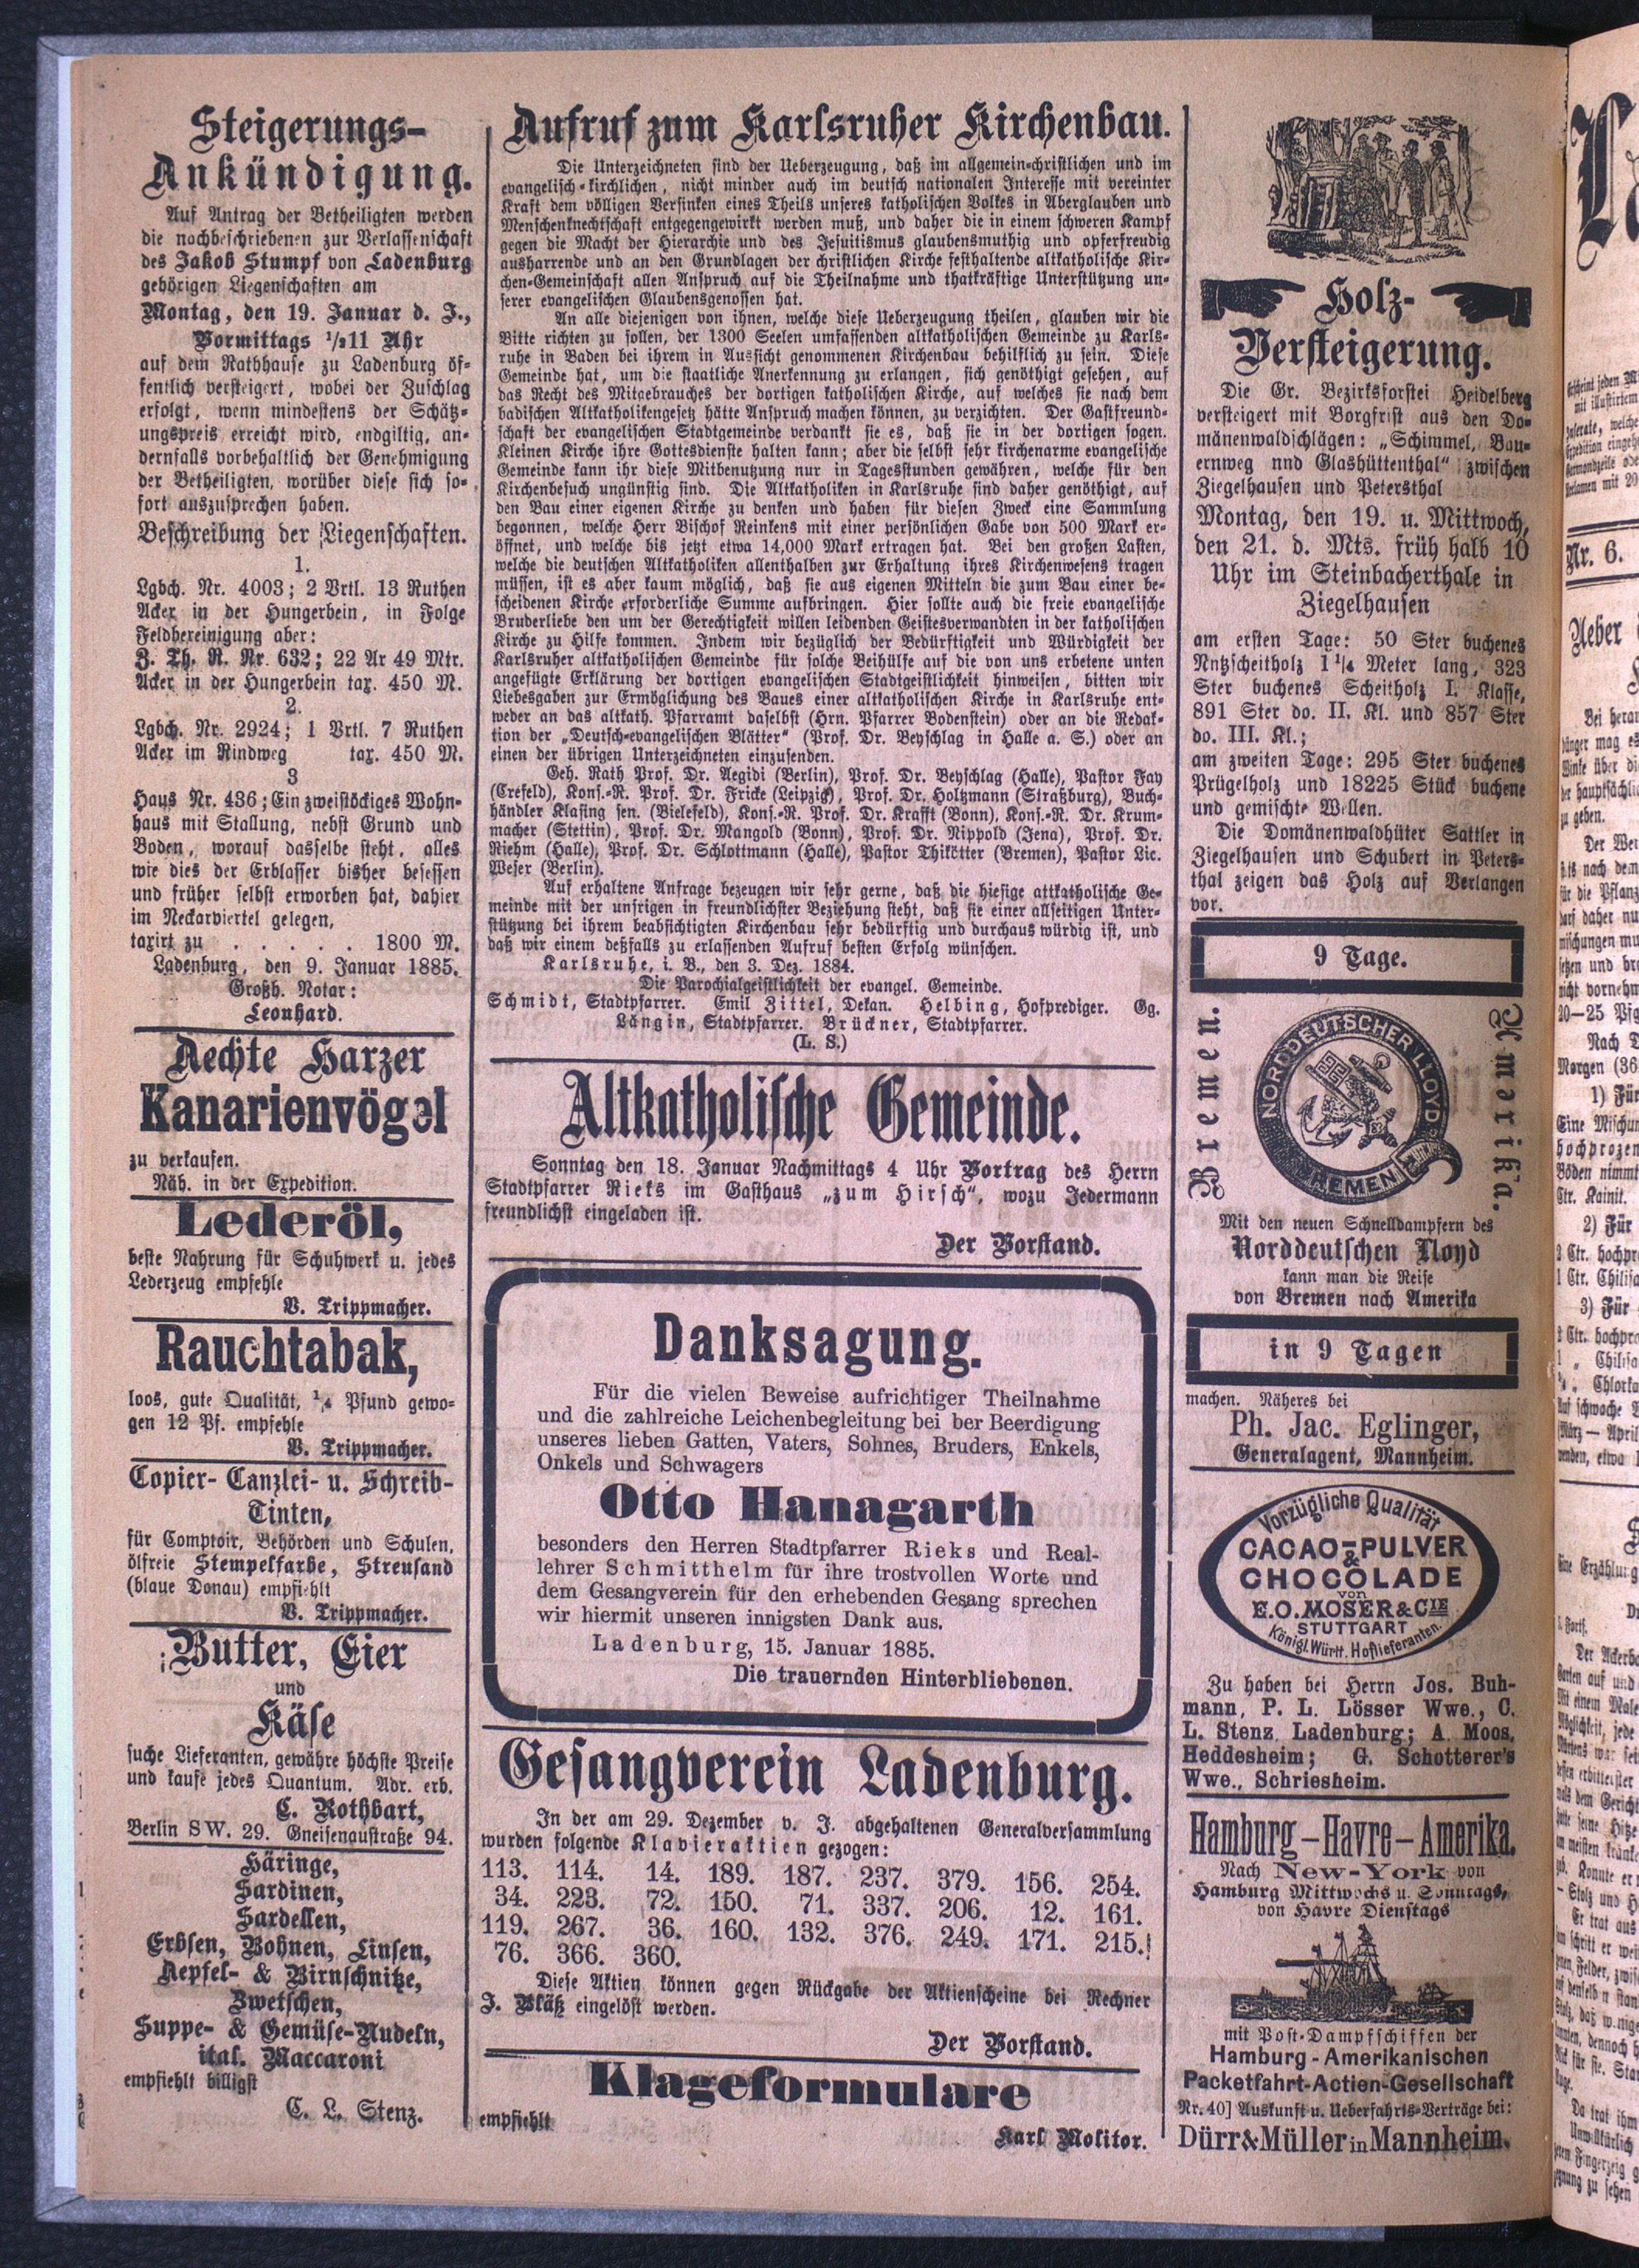 Steigerungs-
Ankündigung.
Auf Antrag der Betheiligten werden
die nachbeschriebenen zur Verlassenschaft
des Jakob Stumpf von Ladenburg
gehörigen Liegenschaften am
Montag, den 19. Januar d. J.,
Vormittags ½11 Uhr
auf dem Rathhause zu Ladenburg öf-
fentlich versteigert, wobei der Zuschlag
erfolgt, wenn mindestens der Schätz-
ungspreis erreicht wird, endgiltig, an-
dernfalls vorbehaltlich der Genehmigung
der Betheiligten, worüber diese sich so-
fort auszusprechen haben.
Beschreibung der Liegenschaften.
1.
Lgbch. Nr. 4003; 2 Vrtl. 13 Ruthen
Acker in der Hungerbein, in Folge
Feldbereinigung aber:
Z. Th. R. Nr. 632; 22 Ar 49 Mtr.
Acker in der Hungerbein tax. 450 M.
2.
Lgbch. Nr. 2924; 1 Vrtl. 7 Ruthen
Acker im Rindweg tax. 450 M.
3
Haus Nr. 436; Ein zweistöckiges Wohn-
haus mit Stallung, nebst Grund und
Boden, worauf dasselbe steht, alles
wie dies der Erblasser bisher besessen
und früher selbst erworben hat, dahier
im Neckarviertel gelegen,
taxirt zu . . . . . 1800 M.
Ladenburg, den 9. Januar 1885.
Großh. Notar:
Leonhard.
Aechte Harzer
Kanarienvögel
zu verkaufen.
Näh. in der Expedition.
Lederöl,
beste Nahrung für Schuhwerk u. jedes
Lederzeug empfehle
V. Trippmacher.
Rauchtabak,
loos, gute Qualität, ¼ Pfund gewo-
gen 12 Pf. empfehle
V. Trippmacher.
Copier- Canzlei- u. Schreib-
Tinten,
für Comptoir, Behörden und Schulen,
ölfreie Stempelfarbe, Streusand
(blaue Donau) empfiehlt
V. Trippmacher.
Butter, Eier
und
Käse
suche Lieferanten, gewähre höchste Preise
und kaufe jedes Quantum. Adr. erb.
C. Rothbart,
Berlin SW. 29. Gneisenaustraße 94.
Häringe,
Sardinen,
Sardellen,
Erbsen, Bohnen, Linsen,
Aepfel- & Birnschnitze,
Zwetschen,
Suppe- & Gemüse-Nudeln,
ital. Maccaroni
empfiehlt billigst
C. L. Stenz.
Aufruf zum Karlsruher Kirchenbau.
Die Unterzeichneten sind der Ueberzeugung, daß im allgemein-christlichen und im
evangelisch-kirchlichen, nicht minder auch im deutsch nationalen Interesse mit vereinter
Kraft dem völligen Versinken eines Theils unseres katholischen Volkes in Aberglauben und
Menschenknechtschaft entgegengewirkt werden muß, und daher die in einem schweren Kampf
gegen die Macht der Hierarchie und des Jesuitismus glaubensmuthig und opferfreudig
ausharrende und an den Grundlagen der christlichen Kirche festhaltende altkatholische Kir-
chen-Gemeinschaft allen Anspruch auf die Theilnahme und thatkräftige Unterstützung un-
serer evangelischen Glaubensgenossen hat.
An alle diejenigen von ihnen, welche diese Ueberzeugung theilen, glauben wir die
Bitte richten zu sollen, der 1300 Seelen umfassenden altkatholischen Gemeinde zu Karls-
ruhe in Baden bei ihrem in Aussicht genommenen Kirchenbau behilflich zu sein. Diese
Gemeinde hat, um die staatliche Anerkennung zu erlangen, sich genöthigt gesehen, auf
das Recht des Mitgebrauches der dortigen katholischen Kirche, auf welches sie nach dem
badischen Altkatholikengesetz hätte Anspruch machen können, zu verzichten. Der Gastfreund-
schaft der evangelischen Stadtgemeinde verdankt sie es, daß sie in der dortigen sogen.
Kleinen Kirche ihre Gottesdienste halten kann; aber die selbst sehr kirchenarme evangelische
Gemeinde kann ihr diese Mitbenutzung nur in Tagesstunden gewähren, welche für den
Kirchenbesuch ungünstig sind. Die Altkatholiken in Karlsruhe sind daher genöthigt, auf
den Bau einer eigenen Kirche zu denken und haben für diesen Zweck eine Sammlung
begonnen, welche Herr Bischof Reinkens mit einer persönlichen Gabe von 500 Mark er-
öffnet, und welche bis jetzt etwa 14,000 Mark ertragen hat. Bei den großen Lasten,
welche die deutschen Altkatholiken allenthalben zur Erhaltung ihres Kirchenwesens tragen
müssen, ist es aber kaum möglich, daß sie aus eigenen Mitteln die zum Bau einer be-
scheidenen Kirche erforderliche Summe aufbringen. Hier sollte auch die freie evangelische
Bruderliebe den um der Gerechtigkeit willen leidenden Geistesverwandten in der katholischen
Kirche zu Hilfe kommen. Indem wir bezüglich der Bedürftigkeit und Würdigkeit der
Karlsruher altkatholischen Gemeinde für solche Beihülfe auf die von uns erbetene unten
angefügte Erklärung der dortigen evangelischen Stadtgeistlichkeit hinweisen, bitten wir
Liebesgaben zur Ermöglichung des Baues einer altkatholischen Kirche in Karlsruhe ent-
weder an das altkath. Pfarramt daselbst (Hrn. Pfarrer Bodenstein) oder an die Redak-
tion der „Deutsch-evangelischen Blätter“ (Prof. Dr. Beyschlag in Halle a. S.) oder an
einen der übrigen Unterzeichneten einzusenden.
Geh. Rath Prof. Dr. Aegidi (Berlin), Prof. Dr. Beyschlag (Halle), Pastor Fay
(Crefeld), Kons.-R. Prof. Dr. Fricke (Leipzig), Prof. Dr. Holtzmann (Straßburg), Buch-
händler Klasing sen. (Bielefeld), Kons.-R. Prof. Dr. Krafft (Bonn), Kons.-R. Dr. Krum-
macher (Stettin), Prof. Dr. Mangold (Bonn), Prof. Dr. Nippold (Jena), Prof. Dr.
Riehm (Halle), Prof. Dr. Schlottmann (Halle), Pastor Thikötter (Bremen), Pastor Lic.
Weser (Berlin).
Auf erhaltene Anfrage bezeugen wir sehr gerne, daß die hiesige attkatholische Ge-
meinde mit der unsrigen in freundlichster Beziehung steht, daß sie einer allseitigen Unter-
stützung bei ihrem beabsichtigten Kirchenbau sehr bedürftig und durchaus würdig ist, und
daß wir einem deßfalls zu erlassenden Aufruf besten Erfolg wünschen.
Karlsruhe, i. B., den 3. Dez. 1884.
Die Parochialgeistlichkeit der evangel. Gemeinde.
Schmidt, Stadtpfarrer. Emil Zittel, Dekan. Helbing, Hofprediger. Gg.
Längin, Stadtpfarrer. Brückner, Stadtpfarrer.
(L. S.)
Altkatholische Gemeinde.
Sonntag den 18. Januar Nachmittags 4 Uhr Vortrag des Herrn
Stadtpfarrer Rieks im Gasthaus „zum Hirsch“, wozu Jedermann
freundlichst eingeladen ist.
Der Vorstand.
Danksagung.
Für die vielen Beweise aufrichtiger Theilnahme
und die zahlreiche Leichenbegleitung bei ber Beerdigung
unseres lieben Gatten, Vaters, Sohnes, Bruders, Enkels,
Onkels und Schwagers
Otto Hanagarth
besonders den Herren Stadtpfarrer Rieks und Real-
lehrer Schmitthelm für ihre trostvollen Worte und
dem Gesangverein für den erhebenden Gesang sprechen
wir hiermit unseren innigsten Dank aus.
Ladenburg, 15. Januar 1885.
Die trauernden Hinterbliebenen.
Gesangverein Ladenburg.
In der am 29. Dezember v. J. abgehaltenen Generalversammlung
wurden folgende Klavieraktien gezogen:
113. 114. 14. 189. 187. 237. 379. 156. 254.
34. 223. 72. 150. 71. 337. 206. 12. 161.
119. 267. 36. 160. 132. 376. 249. 171. 215.
76. 366. 360.
Diese Aktien können gegen Rückgabe der Aktienscheine bei Rechner
J. Bläß eingelöst werden.
Der Vorstand.
Klageformulare
empfiehlt
Karl Molitor.
Holz-
Versteigerung.
Die Gr. Bezirksforstei Heidelberg
versteigert mit Borgfrist aus den Do-
mänenwaldschlägen: „Schimmel, Bau-
ernweg nnd Glashüttenthal“ zwischen
Ziegelhausen und Petersthal
Montag, den 19. u. Mittwoch,
den 21. d. Mts. früh halb 10
Uhr im Steinbacherthale in
Ziegelhausen
am ersten Tage: 50 Ster buchenes
Nntzscheitholz 1¼ Meter lang, 323
Ster buchenes Scheitholz I. Klasse,
891 Ster do. II. Kl. und 857 Ster
do. III. Kl.;
am zweiten Tage: 295 Ster buchenes
Prügelholz und 18225 Stück buchene
und gemischte Wellen.
Die Domänenwaldhüter Sattler in
Ziegelhausen und Schubert in Peters-
thal zeigen das Holz auf Verlangen
vor.
9 Tage.
Bremen.
NORDDEUTSCHER LLOYD
BREMEN
Amerika.
Mit den neuen Schnelldampfern des
Norddeutschen Lloyd
kann man die Reise
von Bremen nach Amerika
in 9 Tagen
machen. Näheres bei
Ph. Jac. Eglinger,
Generalagent, Mannheim.
Vorzügliche Qualität
CACAO-PULVER
&
CHOCOLADE
von
E.O. MOSER & CIE
STUTTGART
Königl. Württ. Hoflieferanten.
Zu haben bei Herrn Jos. Buh-
mann, P. L. Lösser Wwe., C.
L. Stenz Ladenburg; A. Moos,
Heddesheim; G. Schotterer's
Wwe., Schriesheim.
Hamburg-Havre-Amerika.
Nach New-York von
Hamburg Mittwochs u. Sonntags,
von Havre Dienstags
mit Post-Dampfschiffen der
Hamburg-Amerikanischen
Packetfahrt-Actien-Gesellschaft
Nr. 40] Auskunft u. Ueberfahrts-Verträge bei:
Dürr & Müller in Mannheim.
Nr. 6.